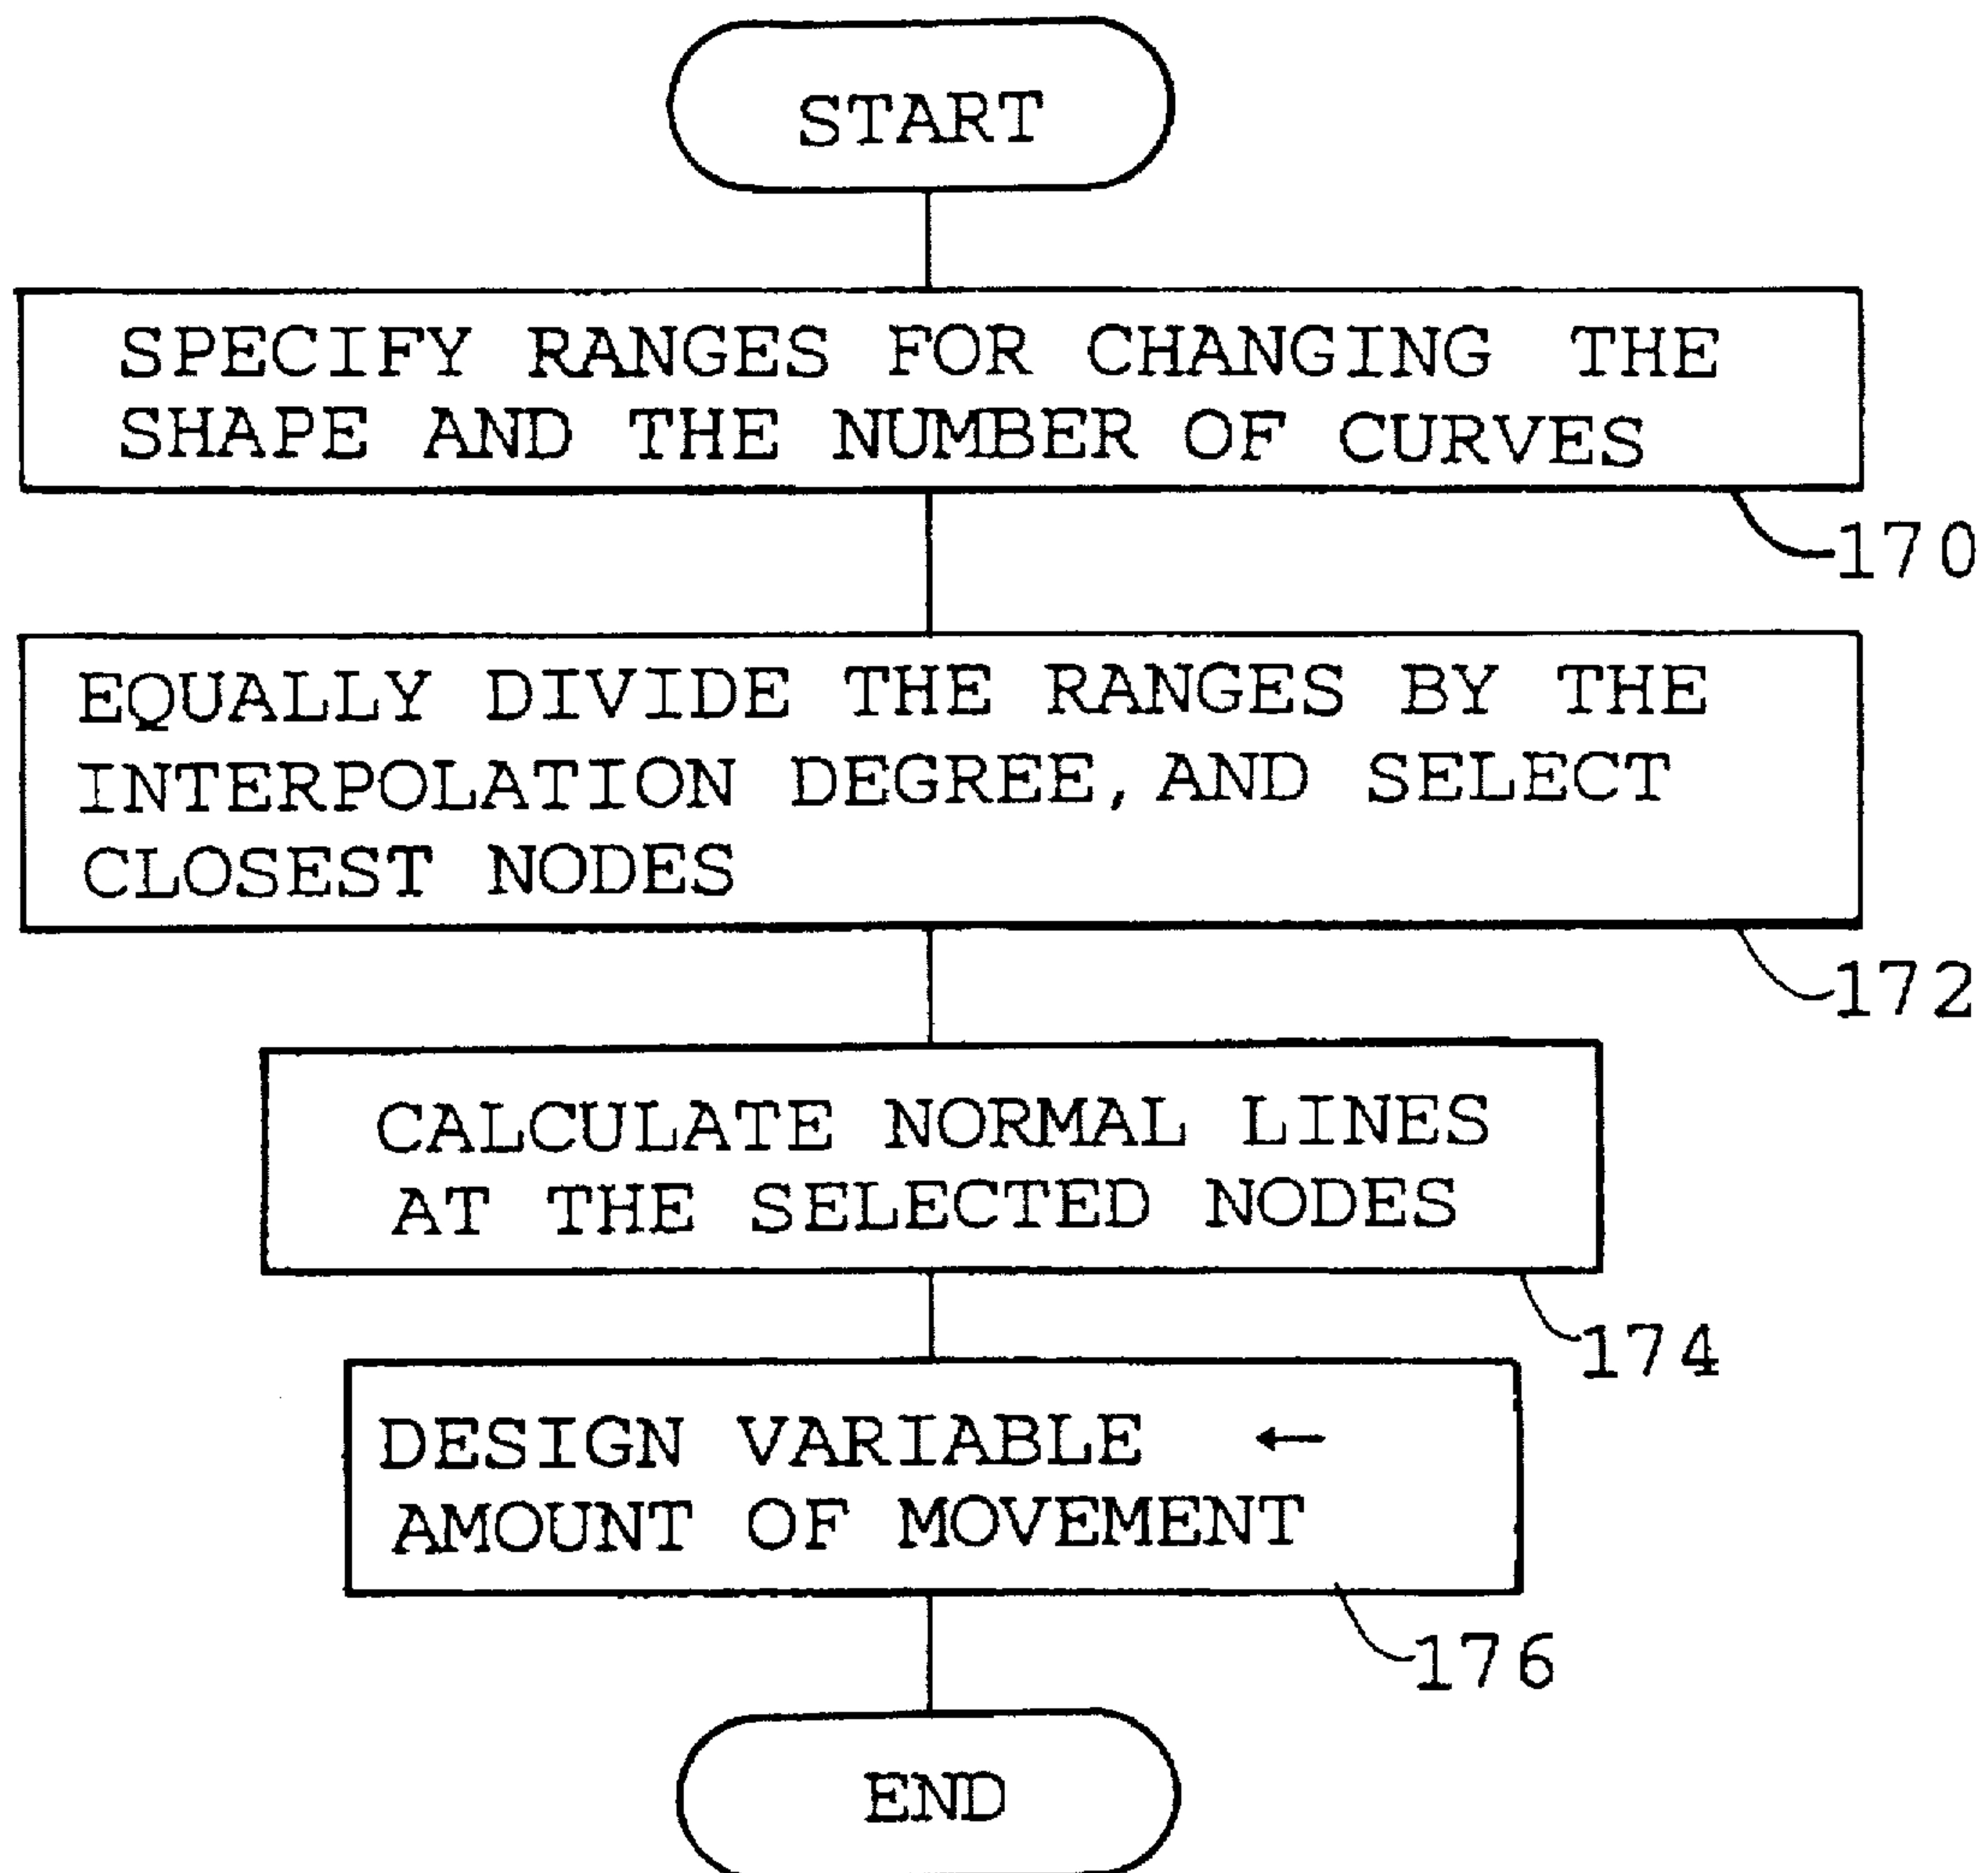 START
SPECIFY RANGES FOR CHANGING THE
SHAPE AND THE NUMBER OF CURVES
170
EQUALLY DIVIDE THE RANGES BY THE
INTERPOLATION DEGREE, AND SELECT
CLOSEST NODES
172
CALCULATE NORMAL LINES
AT THE SELECTED NODES
174
DESIGN VARIABLE ←
AMOUNT OF MOVEMENT
176
END